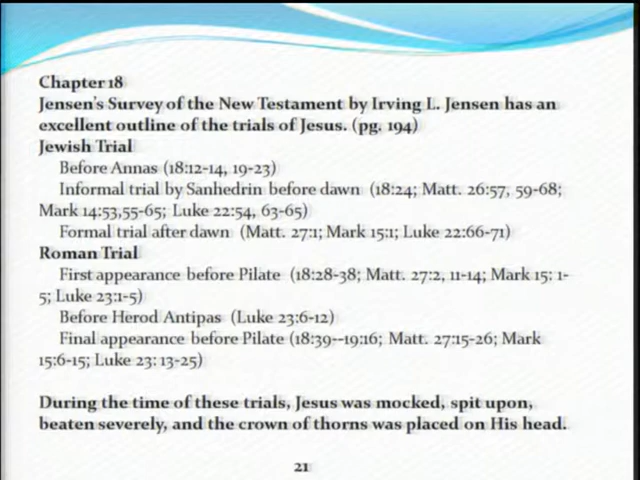 Chapter 18
Jensen's Survey of the New Testament by Irving L. Jensen has an
excellent outline of the trials of Jesus. (pg. 194)
Jewish Trial
Before Annas (18:12-14, 19-23)
Informal trial by Sanhedrin before dawn (18:24; Matt. 26:57, 59-68;
Mark 14:53,55-65; Luke 22:54, 63-65)
Formal trial after dawn (Matt. 27:1; Mark 15:1; Luke 22:66-71)
Roman Trial
First appearance before Pilate (18:28-38; Matt. 27:2, 11-14; Mark 15: 1-
5; Luke 23:1-5)
Before Herod Antipas (Luke 23:6-12)
Final appearance before Pilate (18:39--19:16; Matt. 27:15-26; Mark
15:6-15; Luke 23: 13-25)
During the time of these trials, Jesus was mocked, spit upon,
beaten severely, and the crown of thorns was placed on His head.
21